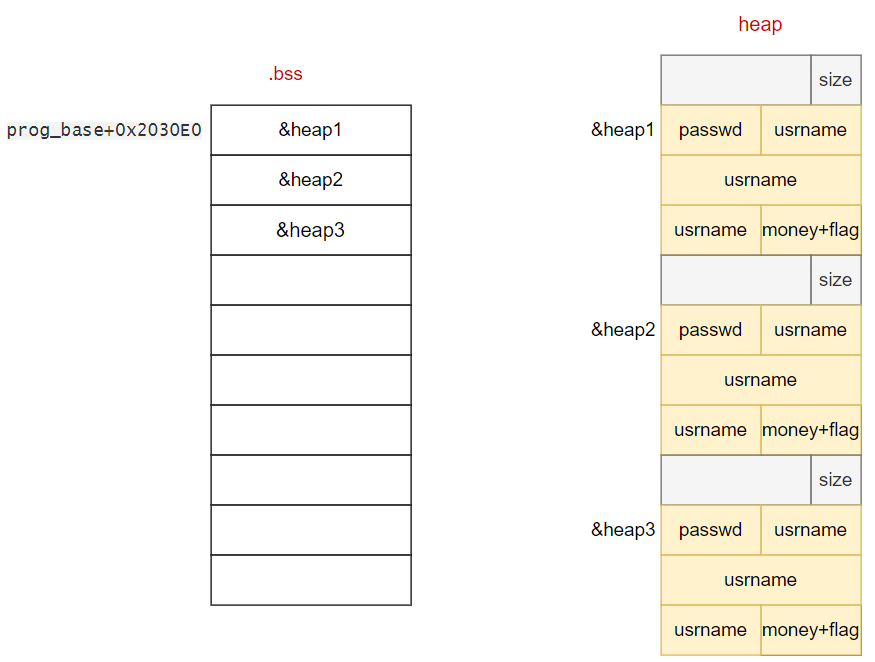 heap
.bss
size
prog_base+0x2030E0
&heap1
&heap1
passwd
usrname
&heap2
usrname
&heap3
usrname
money+flag
size
&heap2
passwd
usrname
usrname
usrname
money+flag
size
&heap3
passwd
usrname
usrname
usrname
money+flag